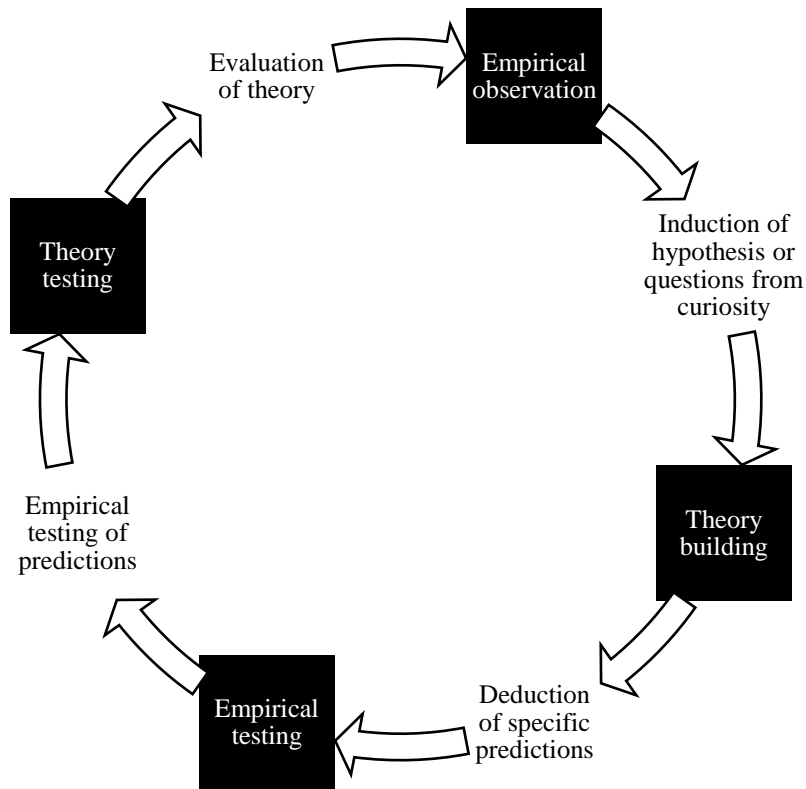 Evaluation
of theory
Empirical
observation
Induction of
hypothesis or
questions from
curiosity
Theory
building
Deduction
of specific
predictions
Empirical
testing
Empirical
testing of
predictions
Theory
testing